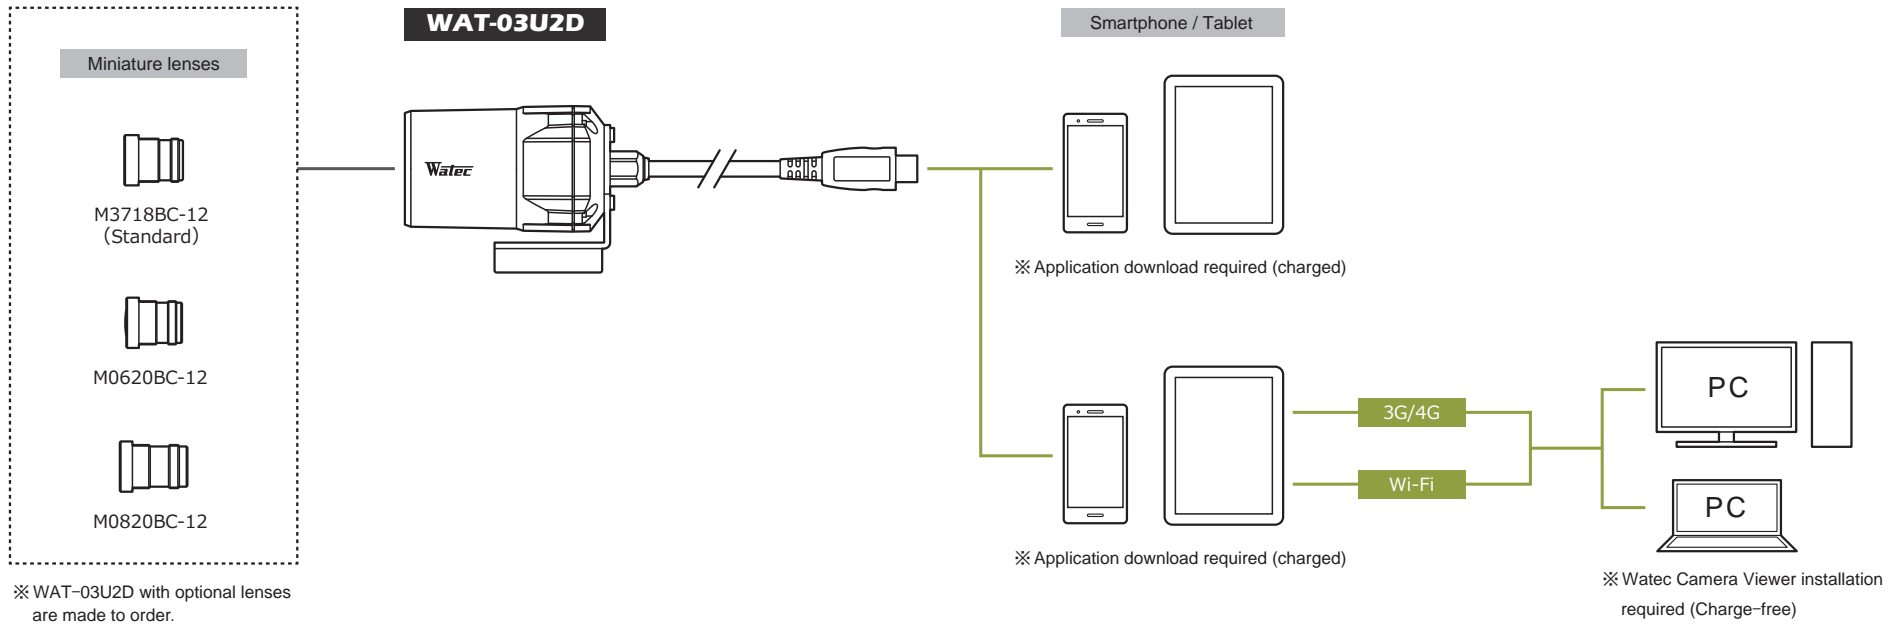 WAT-03U2D
Smartphone / Tablet
Miniature lenses
M3718BC-12
(Standard)
M0620BC-12
M0820BC-12
※ WAT-03U2D with optional lenses
are made to order.
Watec
※ Application download required (charged)
3G/4G
Wi-Fi
※ Application download required (charged)
PC
PC
※ Watec Camera Viewer installation
required (Charge-free)